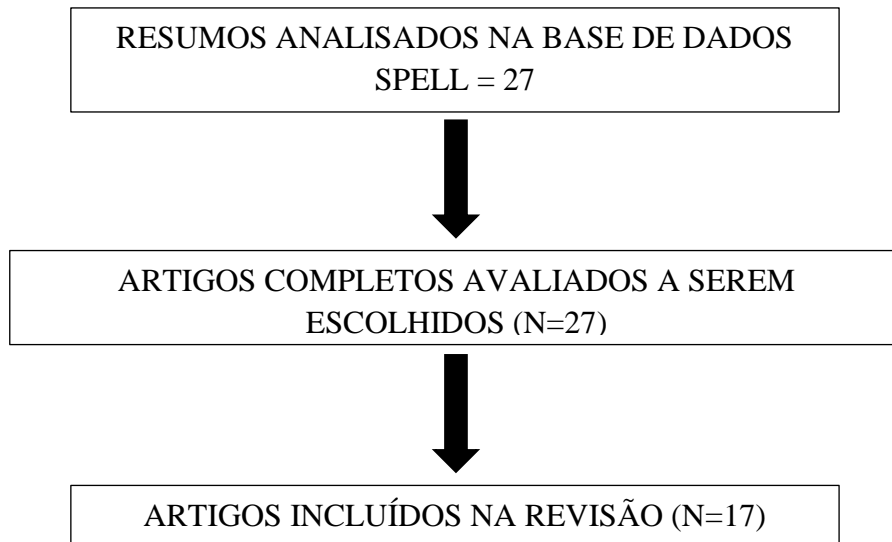 RESUMOS ANALISADOS NA BASE DE DADOS
SPELL = 27
ARTIGOS COMPLETOS AVALIADOS A SEREM
ESCOLHIDOS (N=27)
ARTIGOS INCLUÍDOS NA REVISÃO (N=17)